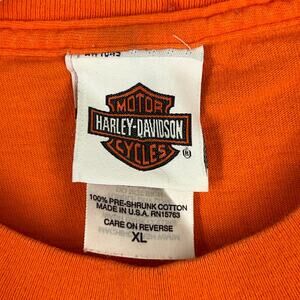 MOTOR
HARLEY-DAVIDSON
CYCLES
®
100% PRE-SHRUNK COTTON
MADE IN U.S.A. RN15763
CARE ON REVERSE
XL